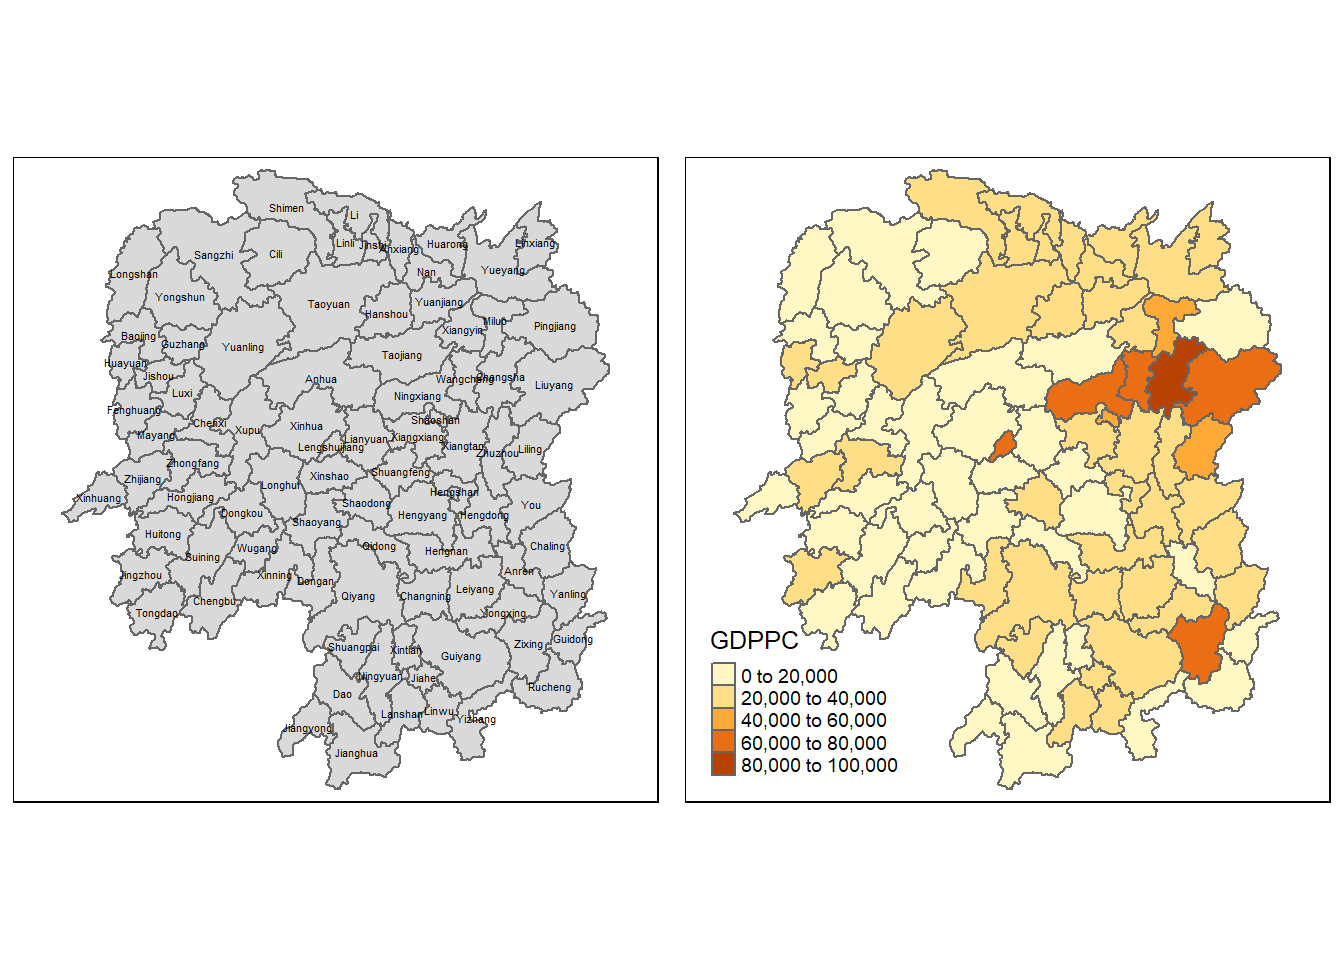 Shimen
Li
Linli
Jinshi
Anxiang
Huarong
Linxiang
Sangzhi
Cili
Longshan
Nan
Yueyang
Yongshun
Taoyuan
Yuanjiang
Hanshou
Miluo
Pingjiang
Xiangyin
Baojing
Guzhang
Yuanling
Taojiang
Huayuan
Jishou
Anhua
Wangcheng
Changsha
Liuyang
Luxi
Ningxiang
Fenghuang
Chenxi
Shaoshan
Mayang
Xupu
Xinhua
Lianyuan
Xiangxiang
Lengshuijiang
Xiangtan
Zhuzhou
Liling
Zhongfang
Shuangfeng
Zhijiang
Xinshao
Longhui
Xinhuang
Hongjiang
Hengshan
Shaodong
You
Dongkou
Hengyang
Hengdong
Shaoyang
Huitong
Wugang
Qidong
Hengnan
Chaling
Suining
Jingzhou
Xinning
Dongan
Anren
Leiyang
Yanling
Chengbu
Qiyang
Changning
Tongdao
Yongxing
Guidong
Shuangpai
Xintian
Zixing
Guiyang
Ningyuan
Jiahe
Rucheng
Dao
Lanshan
Linwu
Yizhang
Jiangyong
Jianghua
GDPPC
0 to 20,000
20,000 to 40,000
40,000 to 60,000
60,000 to 80,000
80,000 to 100,000